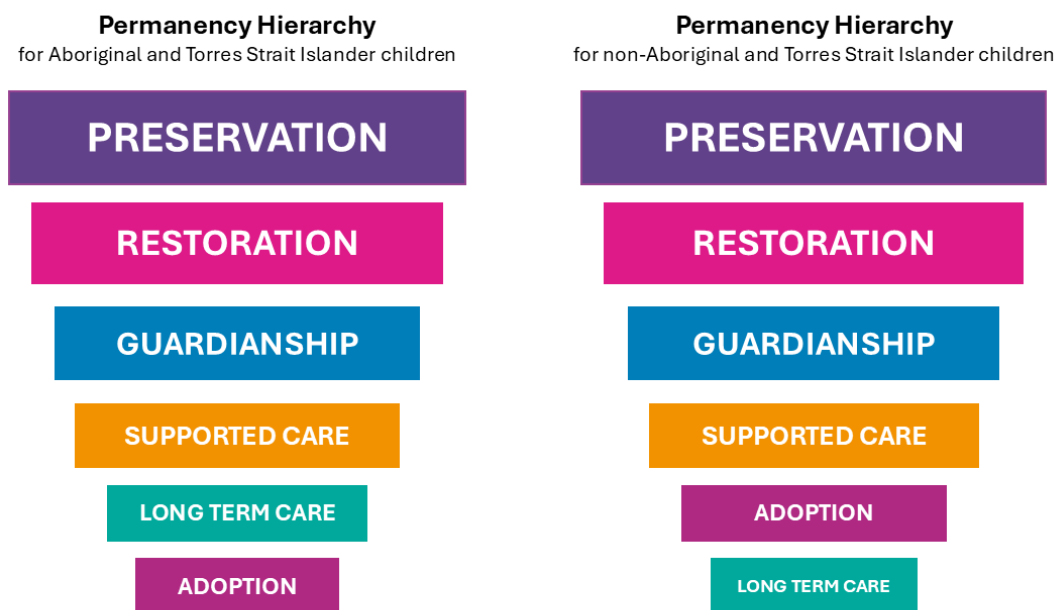 Permanency Hierarchy
for Aboriginal and Torres Strait Islander children
PRESERVATION
RESTORATION
GUARDIANSHIP
SUPPORTED CARE
LONG TERM CARE
ADOPTION
Permanency Hierarchy
for non-Aboriginal and Torres Strait Islander children
PRESERVATION
RESTORATION
GUARDIANSHIP
SUPPORTED CARE
ADOPTION
LONG TERM CARE